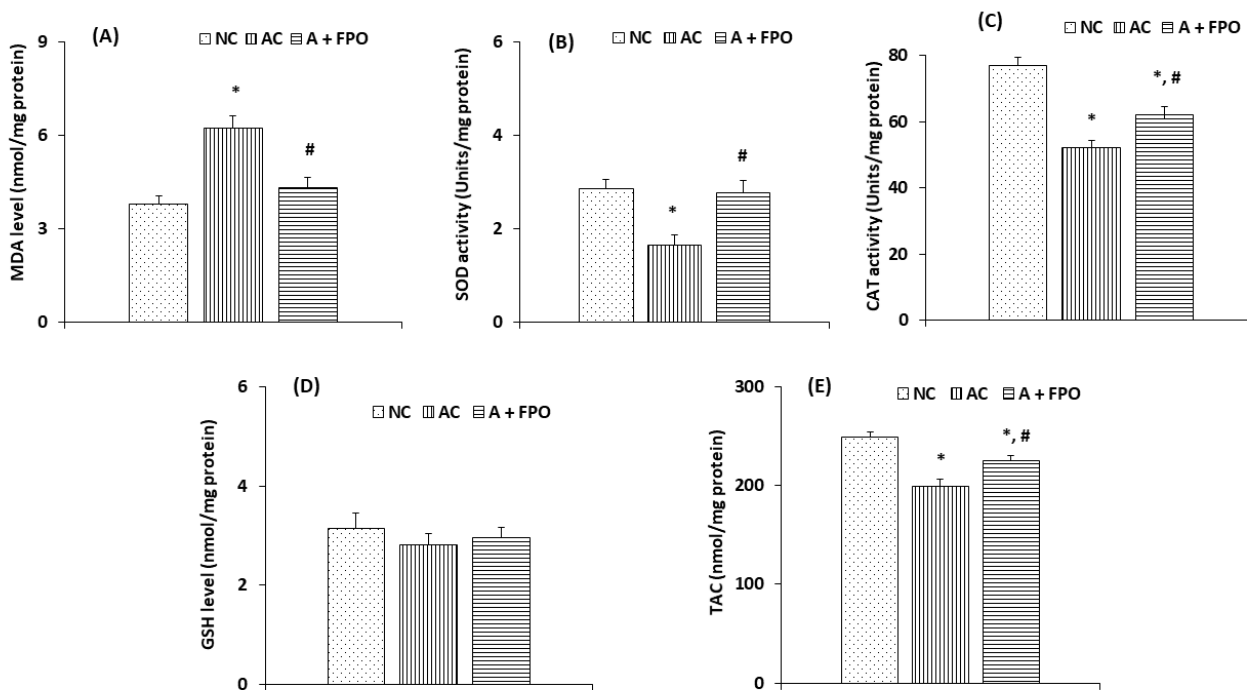 (A)
NC AC A + FPO
MDA level (nmol/mg protein)
9
6
3
0
*
#
(B)
NC AC A + FPO
SOD activity (Units/mg protein)
6
4
2
0
*
#
(C)
NC AC A + FPO
CAT activity (Units/mg protein)
80
60
40
20
0
*
*, #
(D)
NC AC A + FPO
GSH level (nmol/mg protein)
6
4
2
0
(E)
NC AC A + FPO
TAC (nmol/mg protein)
300
200
100
0
*
*, #